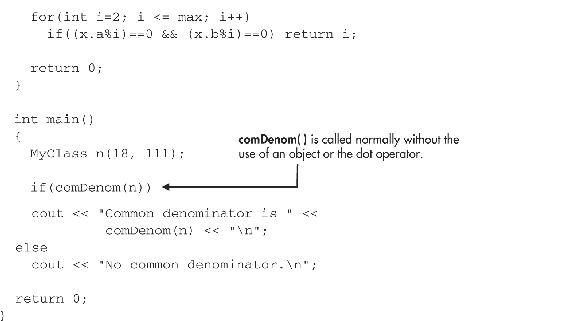 for(int i=2; i <= max; i++)
if((x.a%i)==0 && (x.b%i)==0) return i;
return 0;
}
int main()
{
MyClass n(18, 111);
comDenom( ) is called normally without the
use of an object or the dot operator.
if(comDenom(n))
cout << "Common denominator is " <<
comDenom(n) << "\n";
else
cout << "No common denominator.\n";
return 0;
}